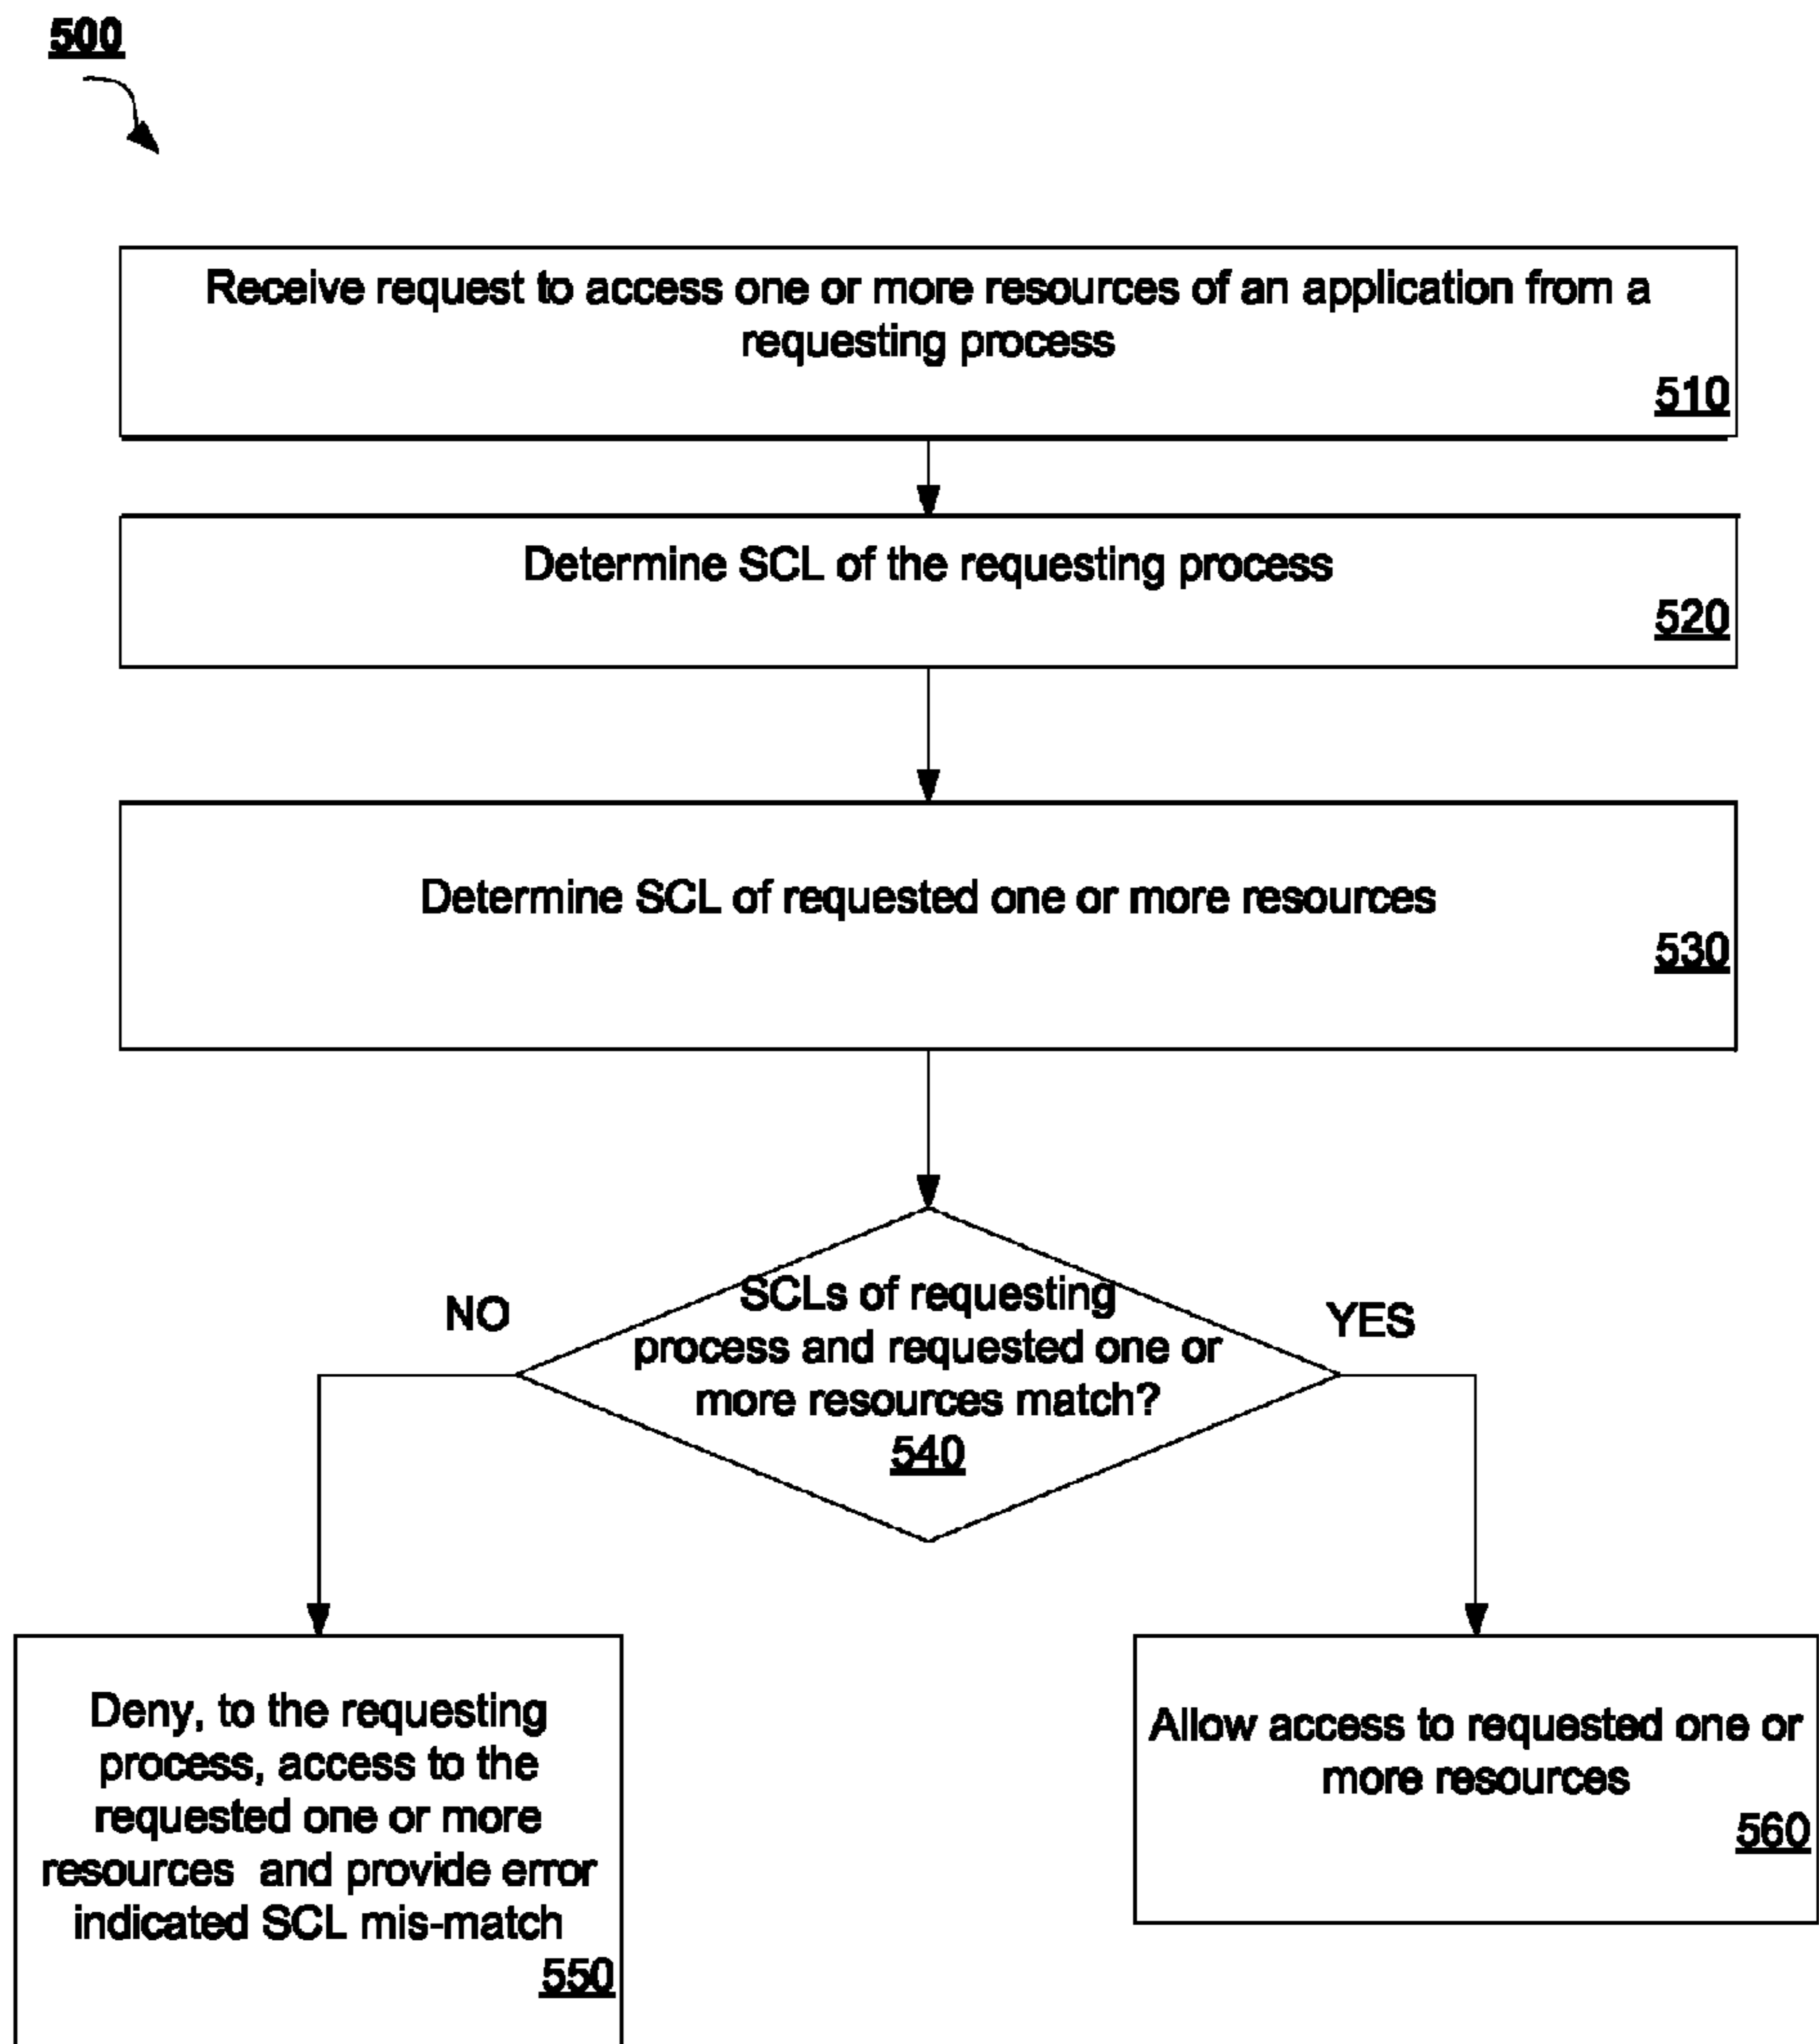 500
Receive request to access one or more resources of an application from a
requesting process
510
Determine SCL of the requesting process
520
Determine SCL of requested one or more resources
530
SCLs of requesting
process and requested one or
more resources match?
540
NO
YES
Deny, to the requesting
process, access to the
requested one or more
resources and provide error
indicated SCL mis-match
550
Allow access to requested one or
more resources
560